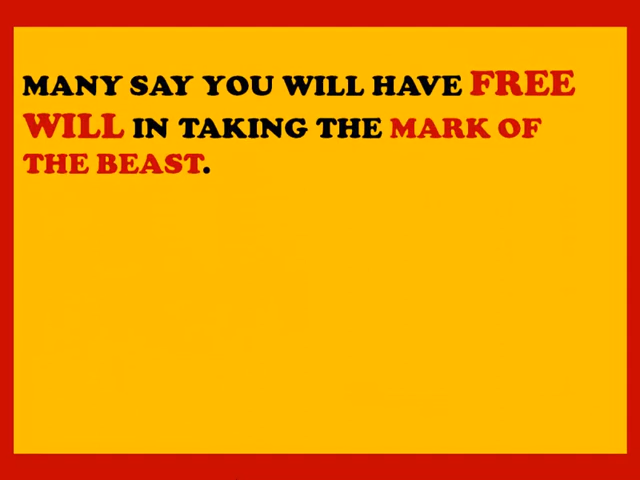 MANY SAY YOU WILL HAVE FREE
WILL IN TAKING THE MARK OF
THE BEAST.